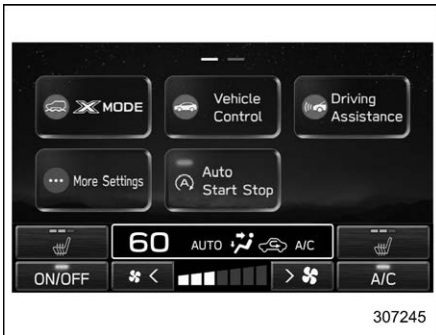 X MODE
Vehicle
Control
Driving
Assistance
More Settings
Auto
Start Stop
60 AUTO A/C
ON/OFF < > A/C
307245